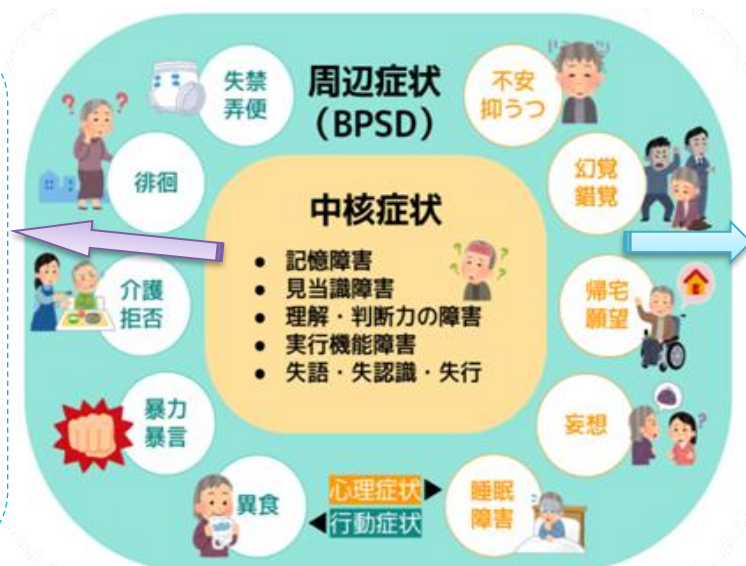 周辺症状
（BPSD）
失禁
弄便
徘徊
介護
拒否
暴力
暴言
異食
不安
抑うつ
幻覚
錯覚
帰宅
願望
妄想
睡眠
障害
中核症状
● 記憶障害
● 見当識障害
● 理解・判断力の障害
● 実行機能障害
● 失語・失認識・失行
心理症状▶
◀行動症状